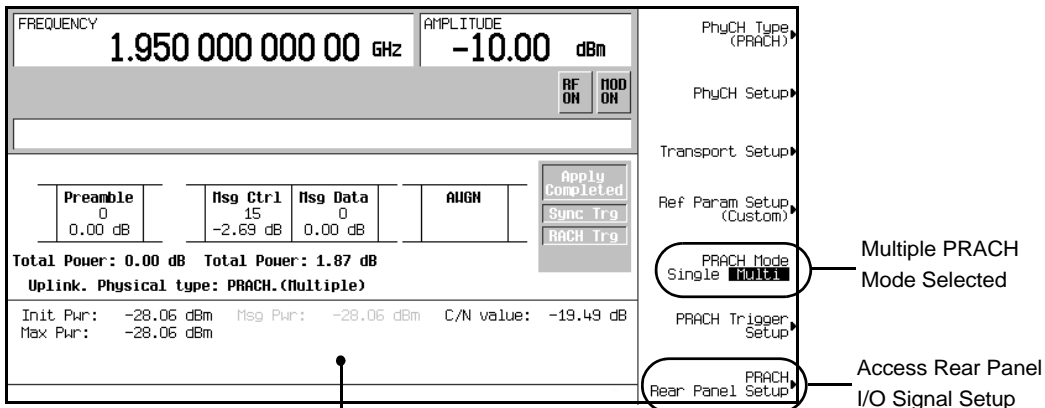 FREQUENCY
1.950 000 000 00 GHz
AMPLITUDE
-10.00 dBm
RF ON
MOD ON
Preamble
0
0.00 dB
Msg Ctrl
15
-2.69 dB
Msg Data
0
0.00 dB
AWGN
Apply
Completed
Sync Trg
RACH Trg
Total Power: 0.00 dB Total Power: 1.87 dB
Uplink. Physical type: PRACH.(Multiple)
Init Pwr: -28.06 dBm Msg Pwr: -28.06 dBm C/N value: -19.49 dB
Max Pwr: -28.06 dBm
PhyCH Type
(PRACH)
PhyCH Setup
Transport Setup
Ref Param Setup
(Custom)
PRACH Mode
Single Multi
PRACH Trigger
Setup
PRACH
Rear Panel Setup
Multiple PRACH
Mode Selected
Access Rear Panel
I/O Signal Setup